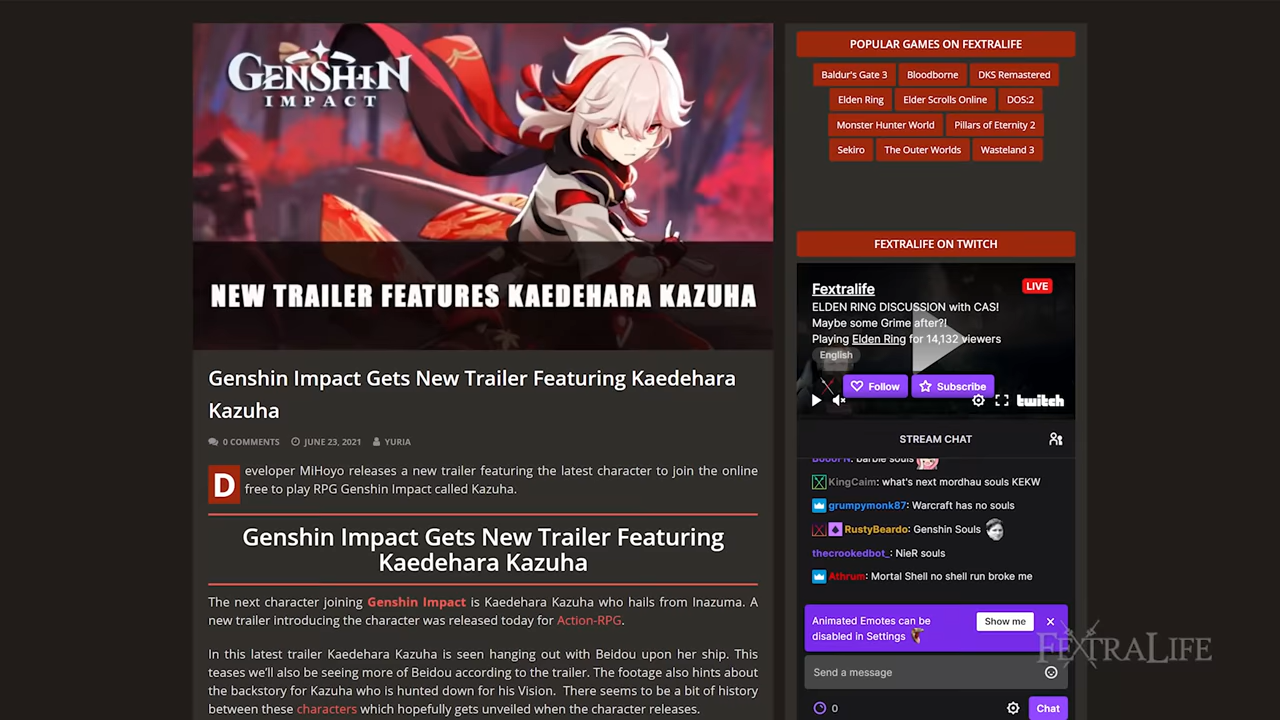 GENSHIN
IMPACT
NEW TRAILER FEATURES KAEDEHARA KAZUHA
Genshin Impact Gets New Trailer Featuring Kaedehara
Kazuha
0 COMMENTS JUNE 23, 2021 YURIA
Developer MiHoyo releases a new trailer featuring the latest character to join the online
free to play RPG Genshin Impact called Kazuha.
Genshin Impact Gets New Trailer Featuring
Kaedehara Kazuha
The next character joining Genshin Impact is Kaedehara Kazuha who hails from Inazuma. A
new trailer introducing the character was released today for Action-RPG.
In this latest trailer Kaedehara Kazuha is seen hanging out with Beidou upon her ship. This
teases we'll also be seeing more of Beidou according to the trailer. The footage also hints about
the backstory for Kazuha who is hunted down for his Vision. There seems to be a bit of history
between these characters which hopefully gets unveiled when the character releases.
POPULAR GAMES ON FEXTRALIFE
Baldur's Gate 3 Bloodborne DKS Remastered
Elden Ring Elder Scrolls Online DOS:2
Monster Hunter World Pillars of Eternity 2
Sekiro The Outer Worlds Wasteland 3
FEXTRALIFE ON TWITCH
Fextralife LIVE
ELDEN RING DISCUSSION with CAS!
Maybe some Grime after?!
Playing Elden Ring for 14,132 viewers
English
Follow Subscribe
twitch
STREAM CHAT
barbie souls
KingCaim: what's next mordhau souls KEKW
grumpymonk87: Warcraft has no souls
RustyBeardo: Genshin Souls
thecrookedbot_: NieR souls
Athrum: Mortal Shell no shell run broke me
Animated Emotes can be
disabled in Settings
Show me
Send a message
0 Chat
FEXTRALIFE